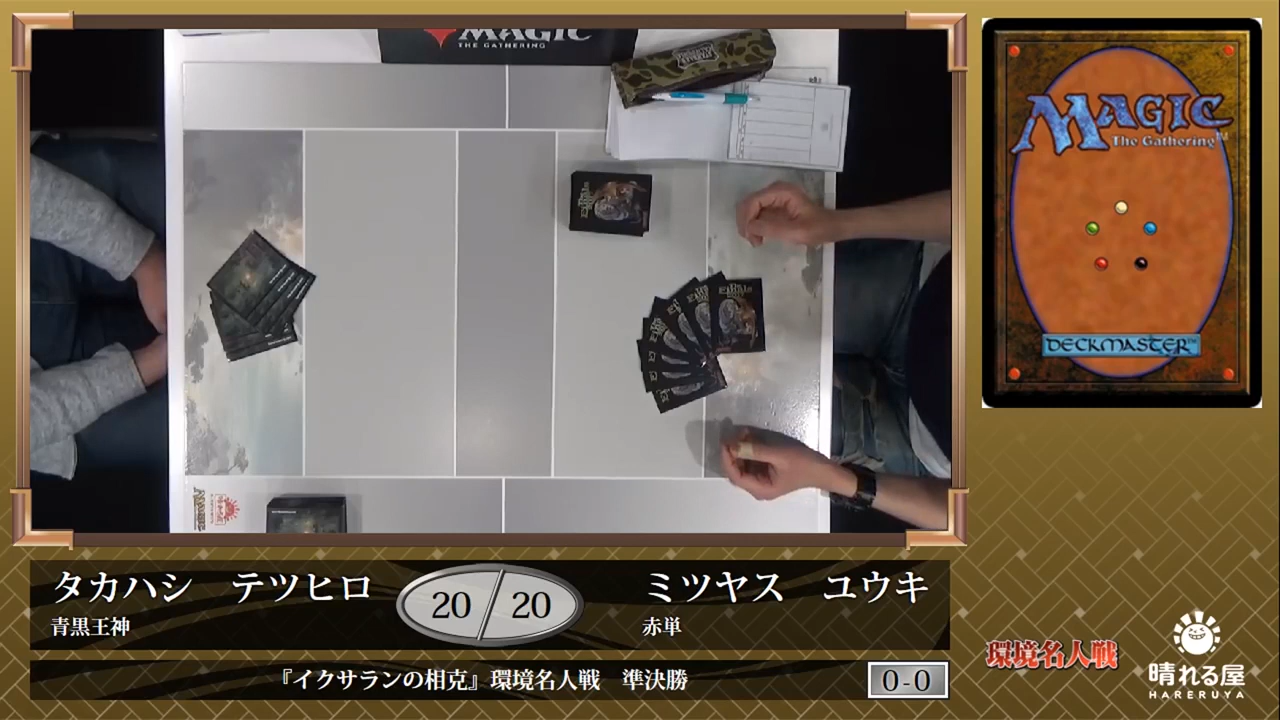 MAGIC
THE GATHERING
MAGIC
The Gathering
DECKMASTER
タカハシ テツヒロ
青黒王神
20 / 20
ミツヤス ユウキ
赤単
『イクサランの相克』環境名人戦 準決勝
0-0
環境名人戦
晴れる屋
HARERUYA